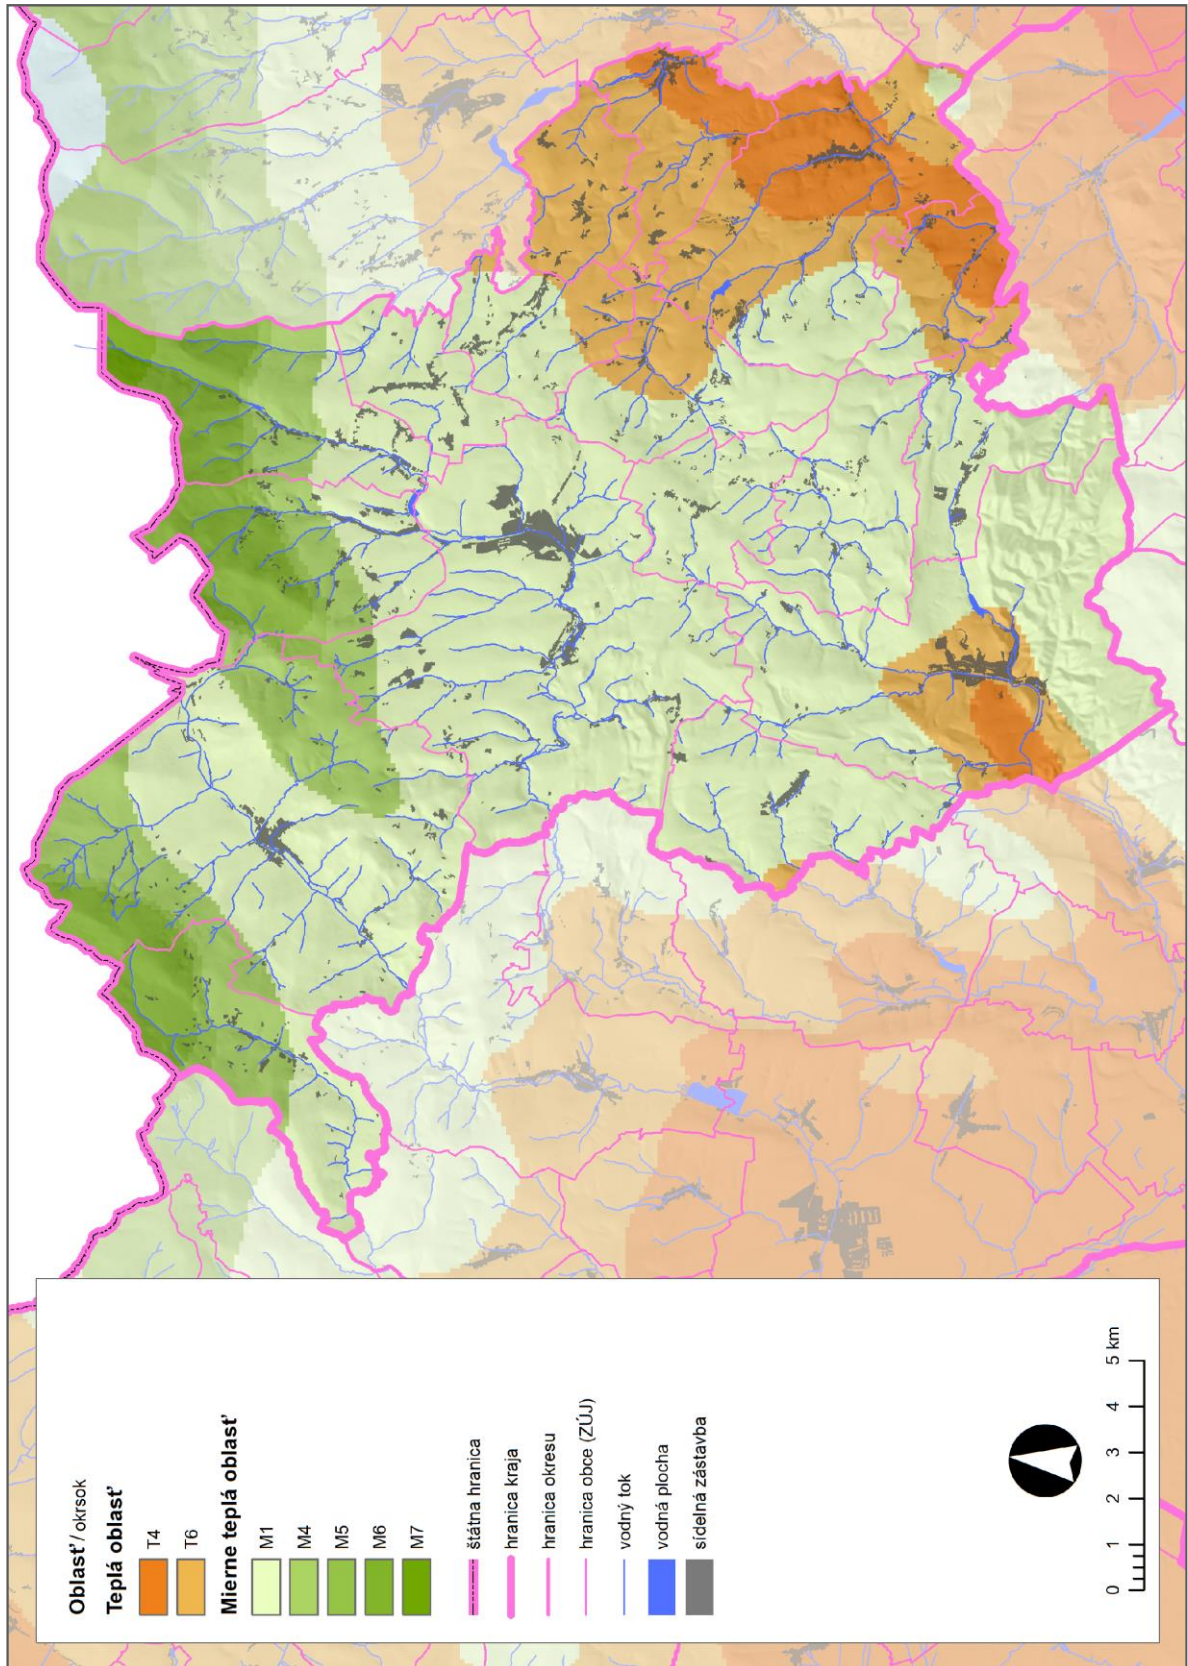 Oblasť / okrsok
Teplá oblasť
T4
T6
Mierne teplá oblasť
M1
M4
M5
M6
M7
štátna hranica
hranica kraja
hranica okresu
hranica obce (ZÚJ)
vodný tok
vodná plocha
sídelná zástavba
0 1 2 3 4 5 km